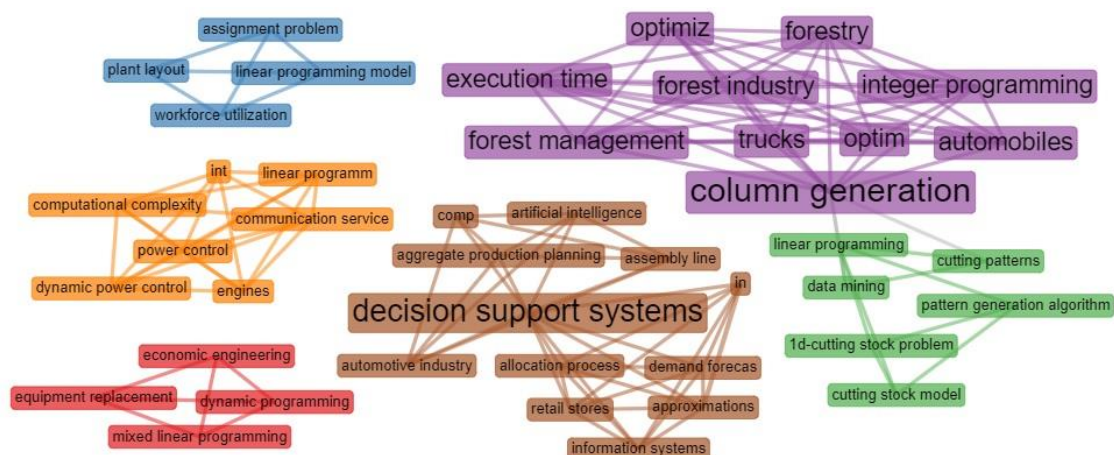 assignment problem
plant layout
linear programming model
workforce utilization
int
linear programm
computational complexity
communication service
power control
dynamic power control
engines
economic engineering
equipment replacement
dynamic programming
mixed linear programming
comp
artificial intelligence
aggregate production planning
assembly line
in
decision support systems
automotive industry
allocation process
demand forecas
retail stores
approximations
information systems
optimiz
forestry
execution time
forest industry
integer programming
forest management
trucks
optim
automobiles
column generation
linear programming
cutting patterns
data mining
pattern generation algorithm
1d-cutting stock problem
cutting stock model